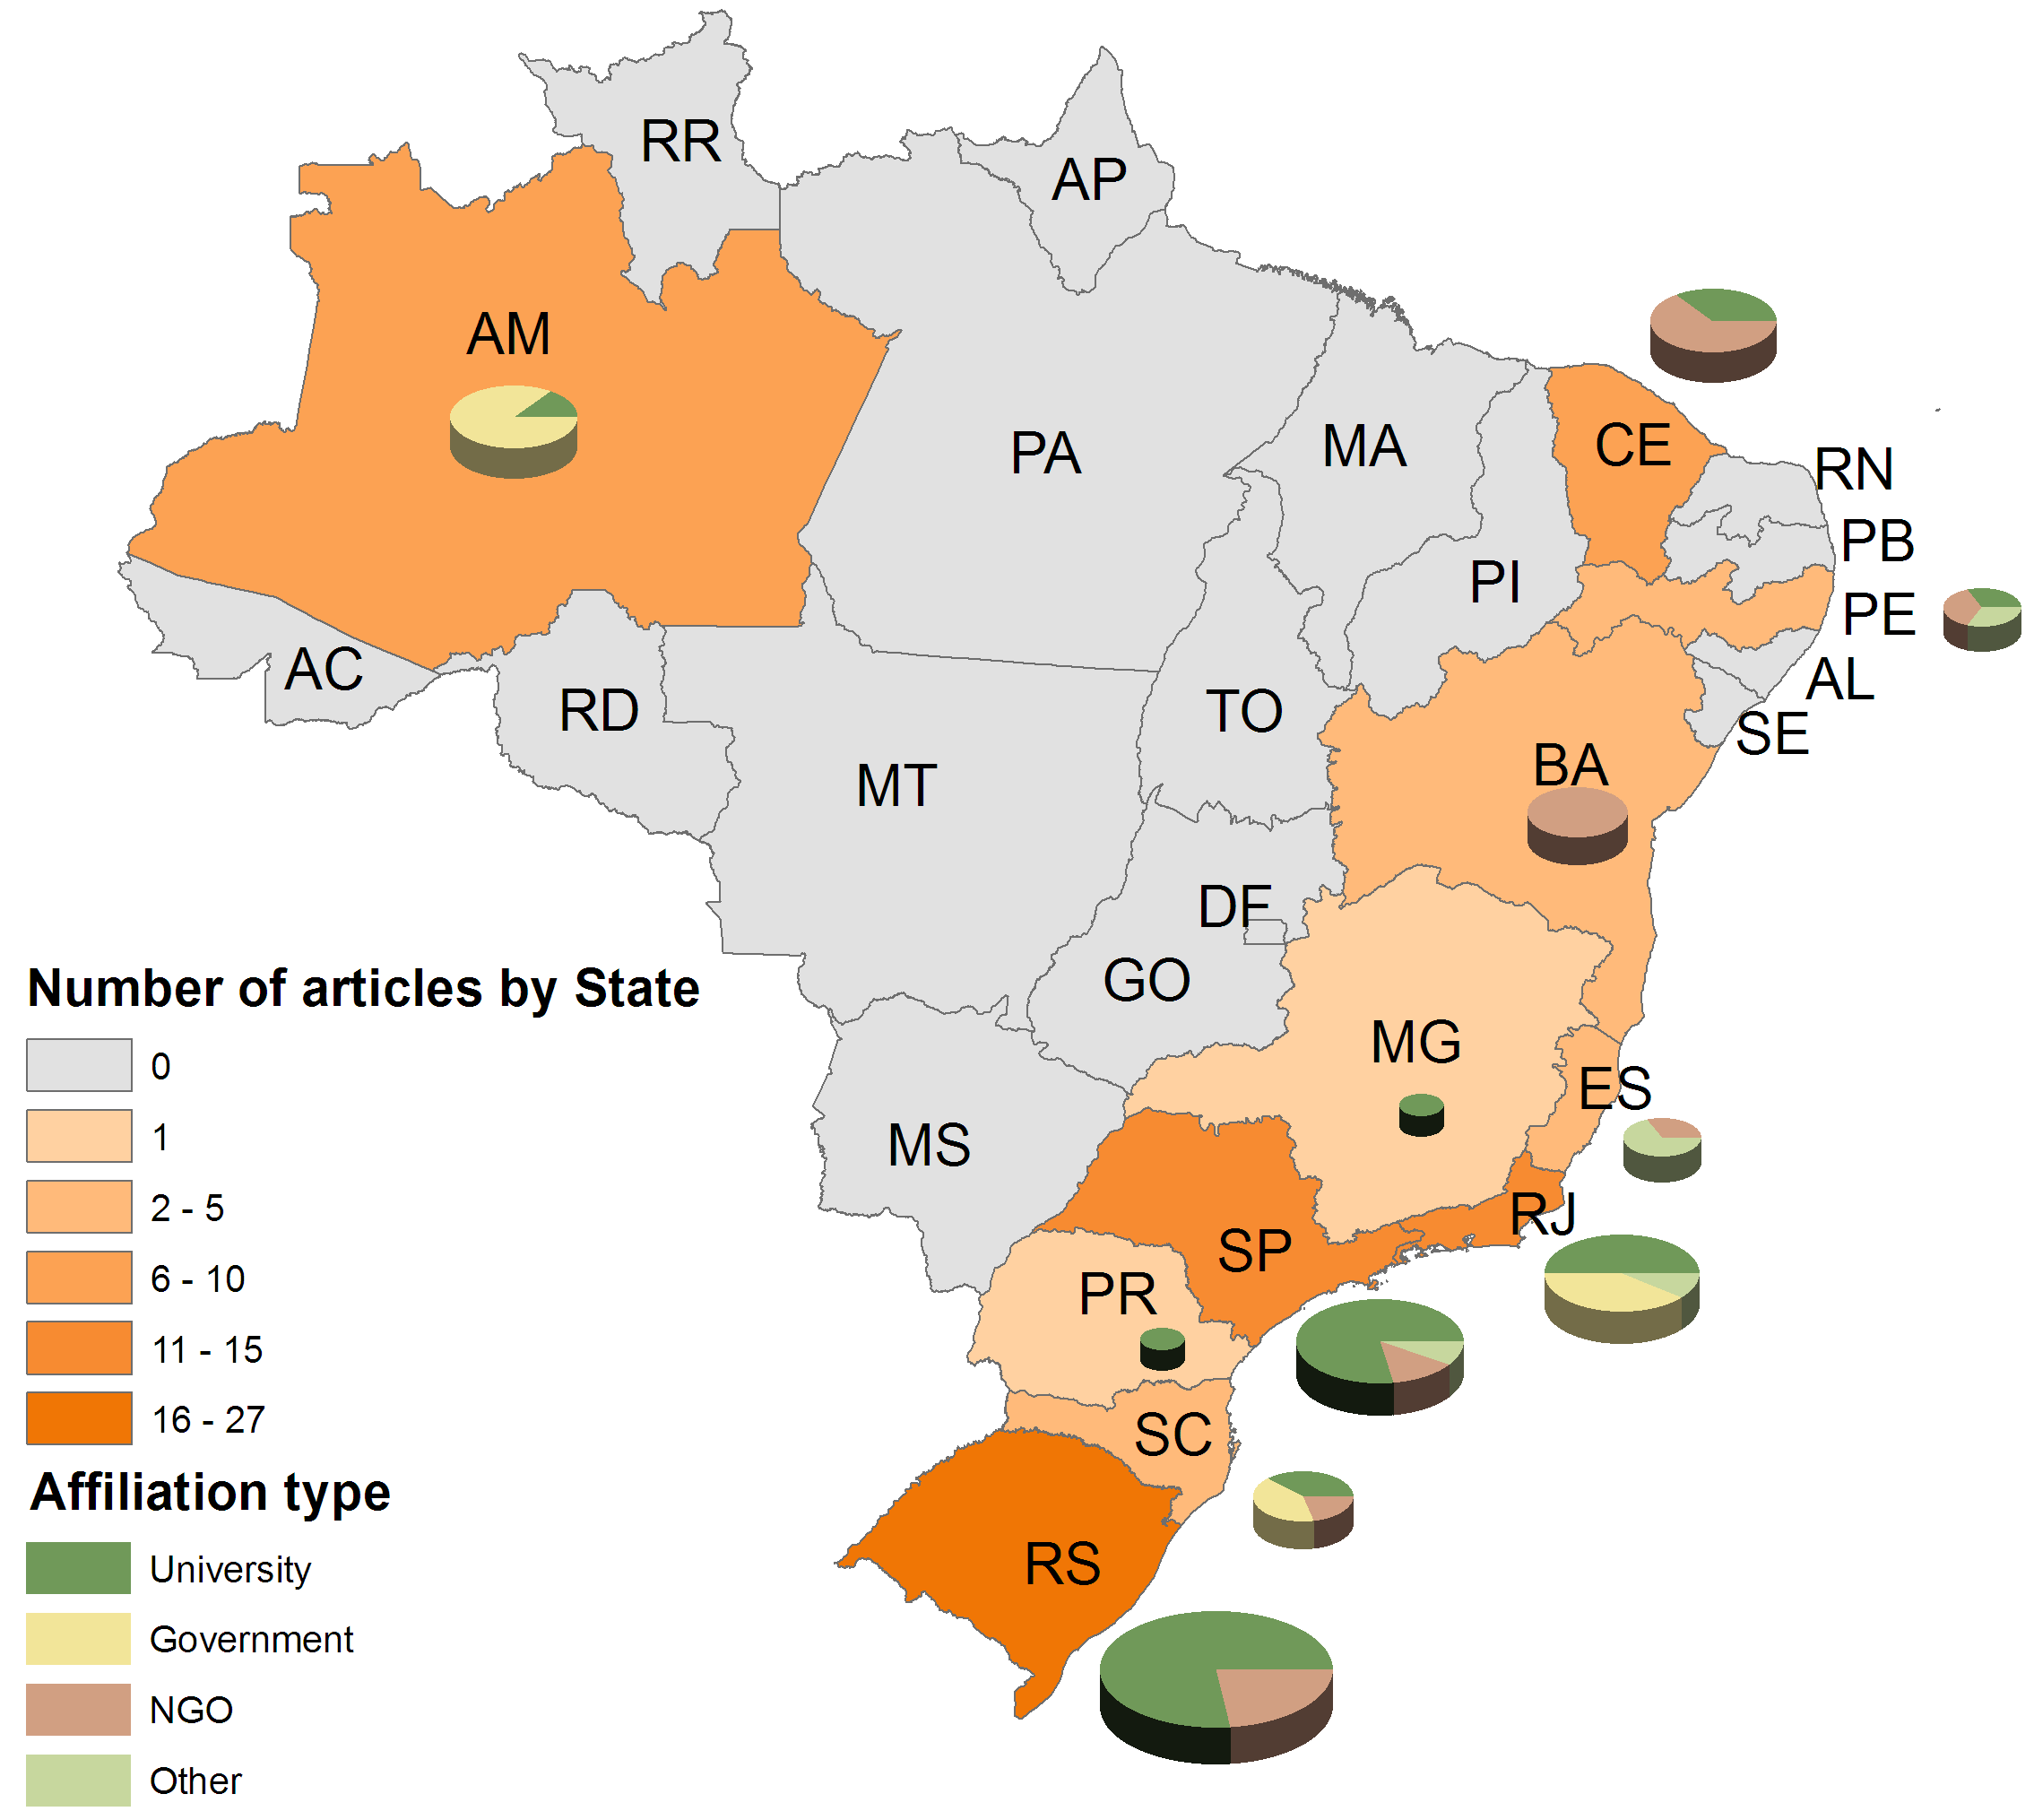 RR
AP
AM
PA
MA
CE
RN
PB
PI
PE
AC
AL
RD
TO
SE
MT
BA
DF
GO
MG
ES
MS
RJ
SP
PR
SC
RS
Number of articles by State
0
1
2 - 5
6 - 10
11 - 15
16 - 27
Affiliation type
University
Government
NGO
Other